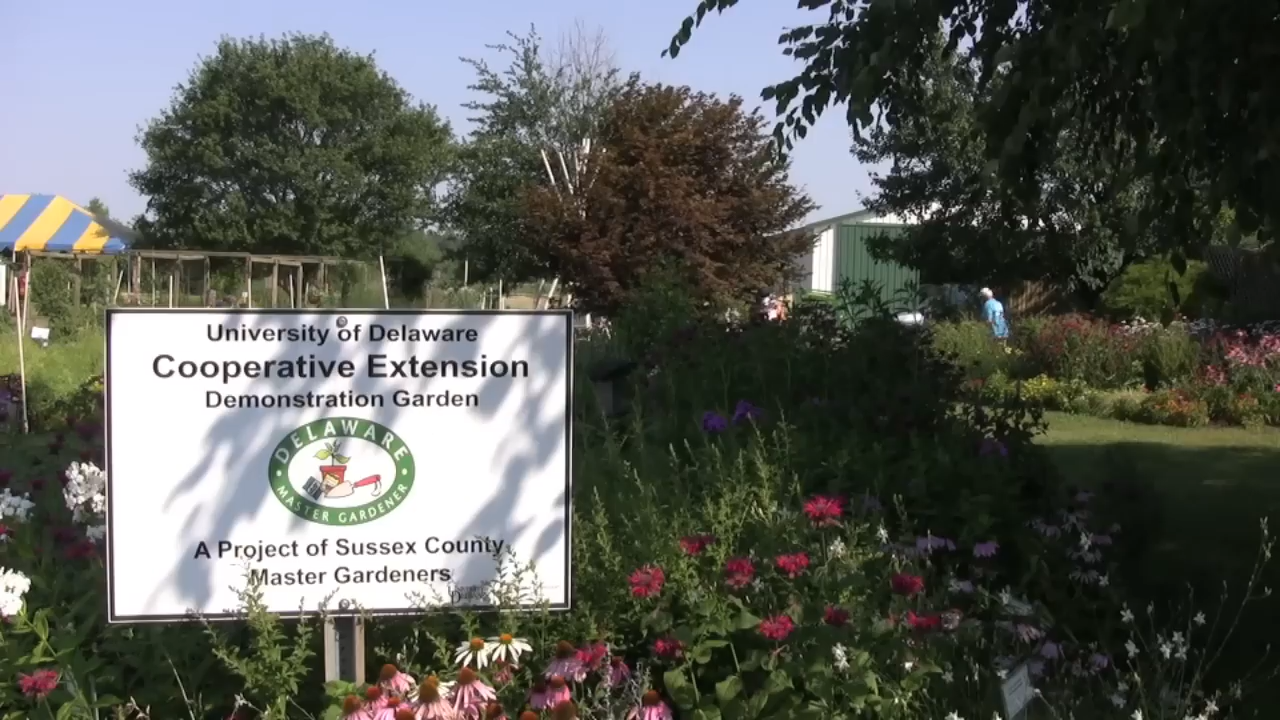 University of Delaware
Cooperative Extension
Demonstration Garden
DELAWARE
MASTER GARDENER
A Project of Sussex County
Master Gardeners